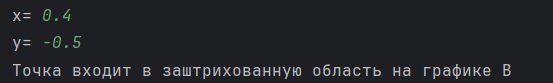 x= 0.4
y= -0.5
Точка входит в заштрихованную область на графике В